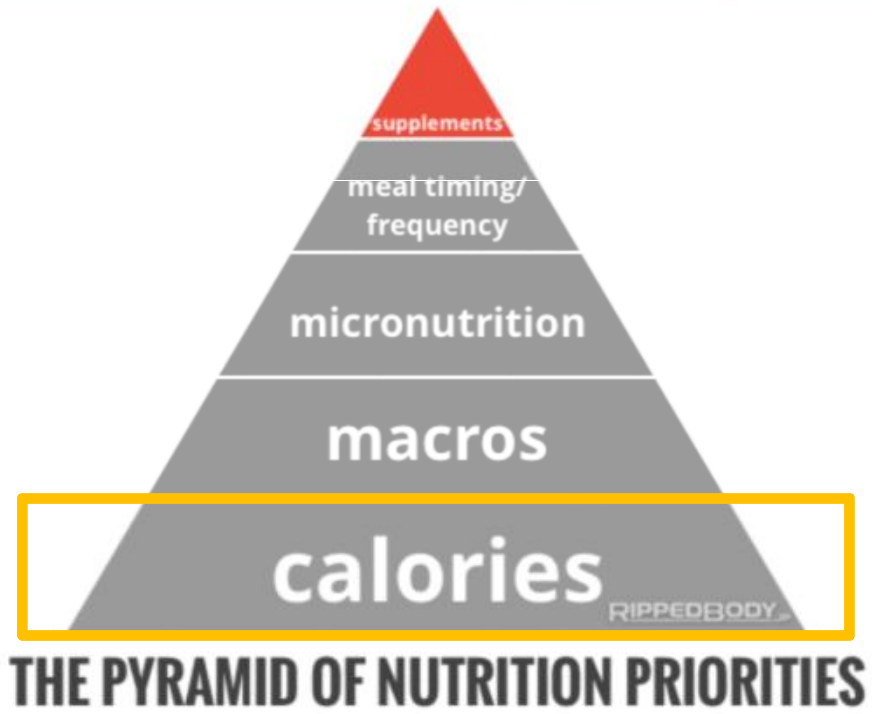 supplements
meal timing/
frequency
micronutrition
macros
calories
RIPPEDBODY
THE PYRAMID OF NUTRITION PRIORITIES